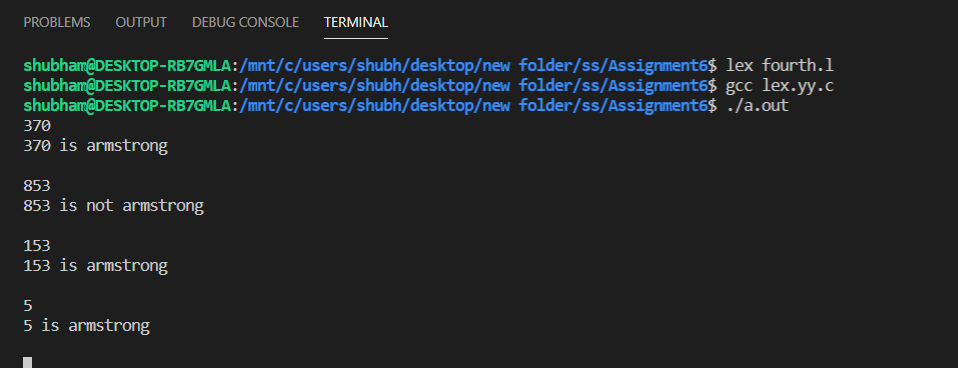 PROBLEMS OUTPUT DEBUG CONSOLE TERMINAL
shubham@DESKTOP-RB7GMLA:/mnt/c/users/shubh/desktop/new folder/ss/Assignment6$ lex fourth.l
shubham@DESKTOP-RB7GMLA:/mnt/c/users/shubh/desktop/new folder/ss/Assignment6$ gcc lex.yy.c
shubham@DESKTOP-RB7GMLA:/mnt/c/users/shubh/desktop/new folder/ss/Assignment6$ ./a.out
370
370 is armstrong
853
853 is not armstrong
153
153 is armstrong
5
5 is armstrong